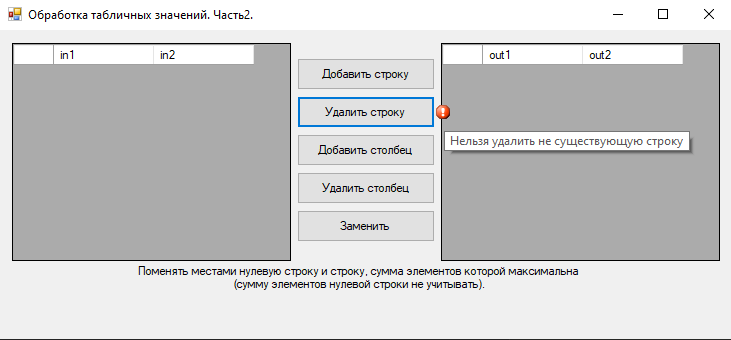 Обработка табличных значений. Часть2.
in1 in2
out1 out2
Добавить строку
Удалить строку
Нельзя удалить не существующую строку
Добавить столбец
Удалить столбец
Заменить
Поменять местами нулевую строку и строку, сумма элементов которой максимальна
(сумму элементов нулевой строки не учитывать).